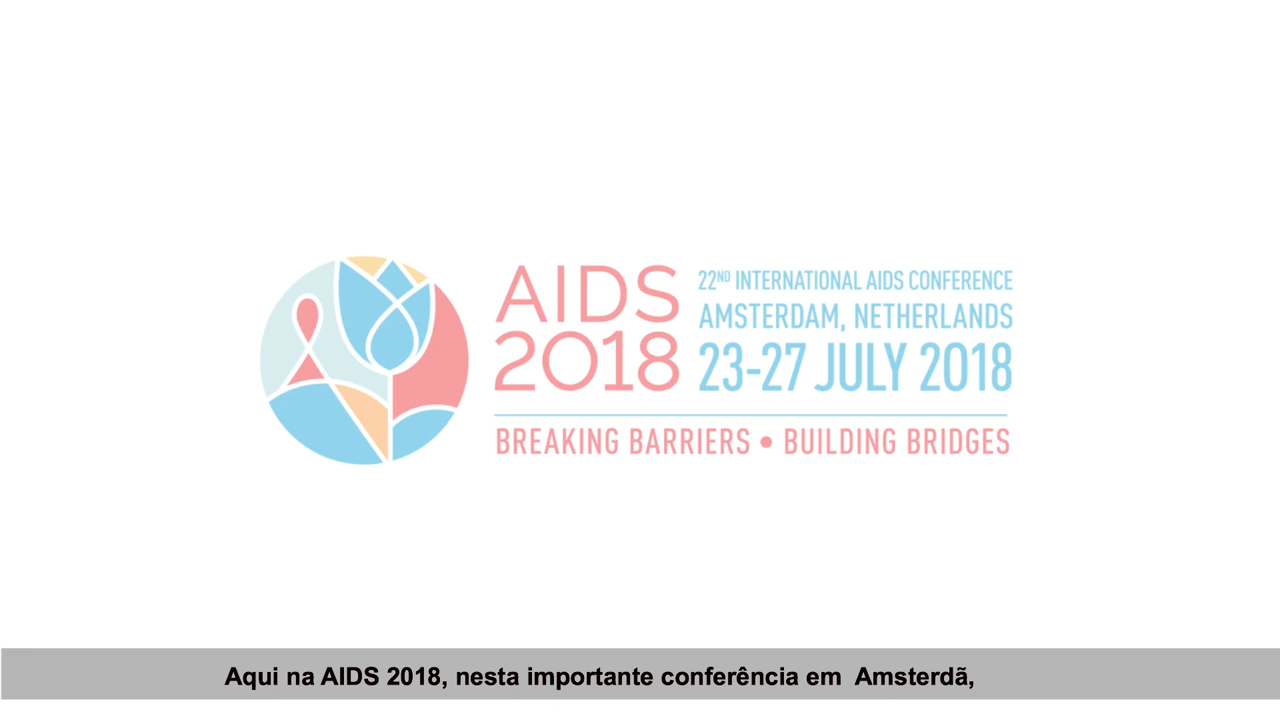 AIDS
2018
22ND INTERNATIONAL AIDS CONFERENCE
AMSTERDAM, NETHERLANDS
23-27 JULY 2018
BREAKING BARRIERS • BUILDING BRIDGES
Aqui na AIDS 2018, nesta importante conferência em Amsterdã,